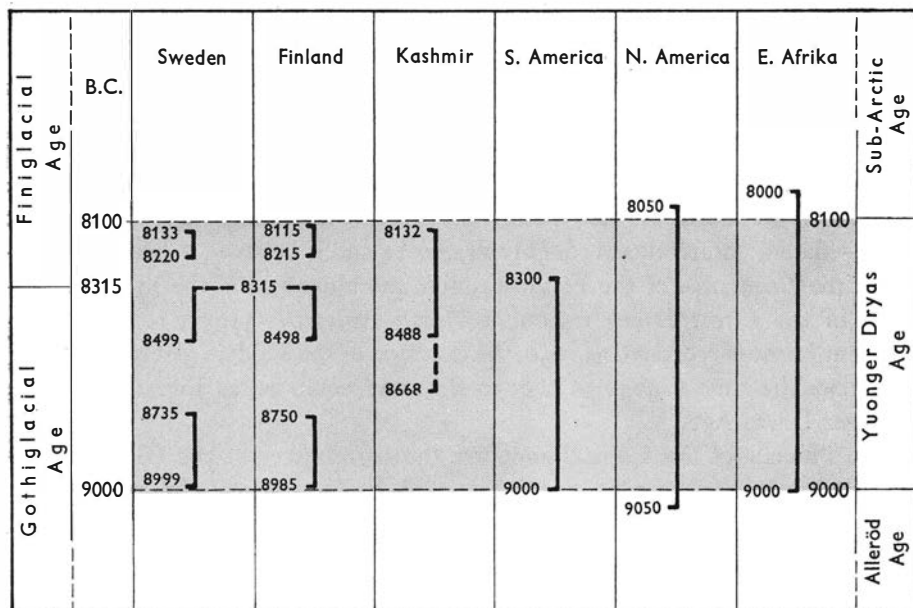 Sweden Finland Kashmir S. America N. America E. Afrika
B.C.
Finiglacial
Age
Gothiglacial
Age
8100
8315
9000
8133
8220
8315
8499
8735
8999
8115
8215
8498
8750
8985
8132
8488
8668
8300
9000
8050
9050
8000
9000
8100
9000
Sub-Arctic
Age
Yuonger Dryas
Age
Alleröd
Age